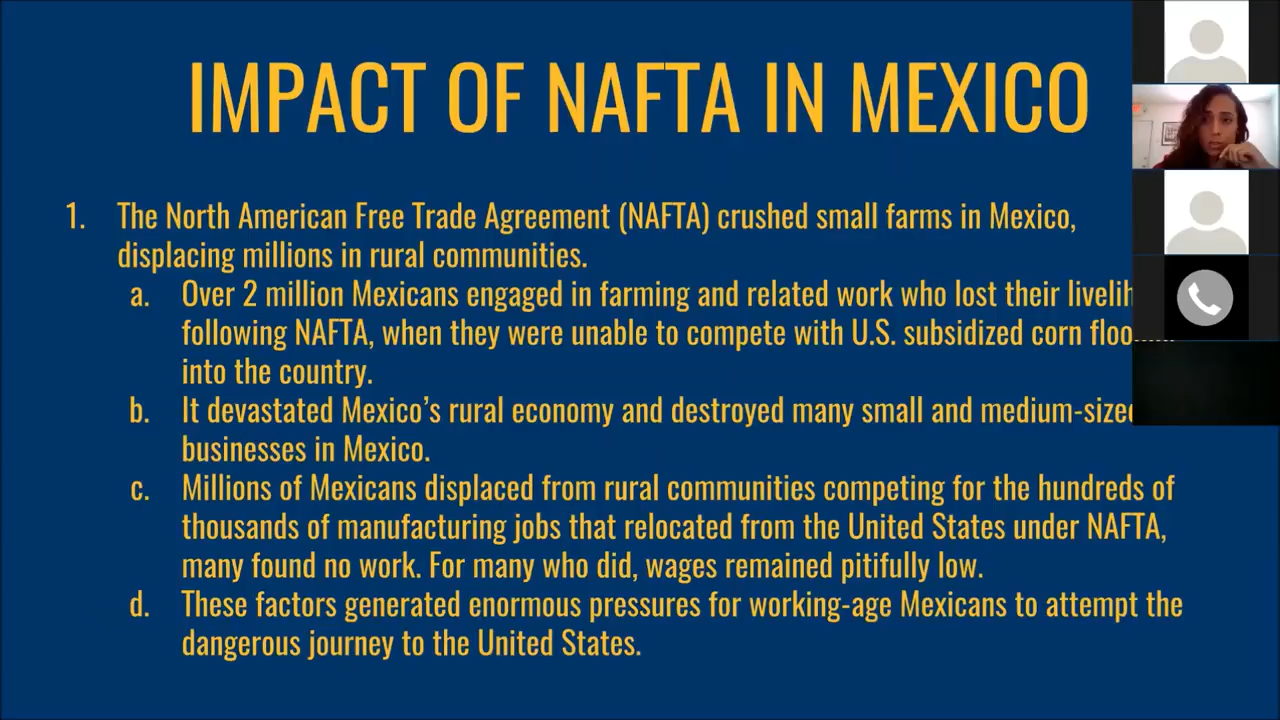 IMPACT OF NAFTA IN MEXICO
1. The North American Free Trade Agreement (NAFTA) crushed small farms in Mexico,
displacing millions in rural communities.
a. Over 2 million Mexicans engaged in farming and related work who lost their
following NAFTA, when they were unable to compete with U.S. subsidized corn
into the country.
b. It devastated Mexico's rural economy and destroyed many small and medium-sized
businesses in Mexico.
c. Millions of Mexicans displaced from rural communities competing for the hundreds of
thousands of manufacturing jobs that relocated from the United States under NAFTA,
many found no work. For many who did, wages remained pitifully low.
d. These factors generated enormous pressures for working-age Mexicans to attempt the
dangerous journey to the United States.